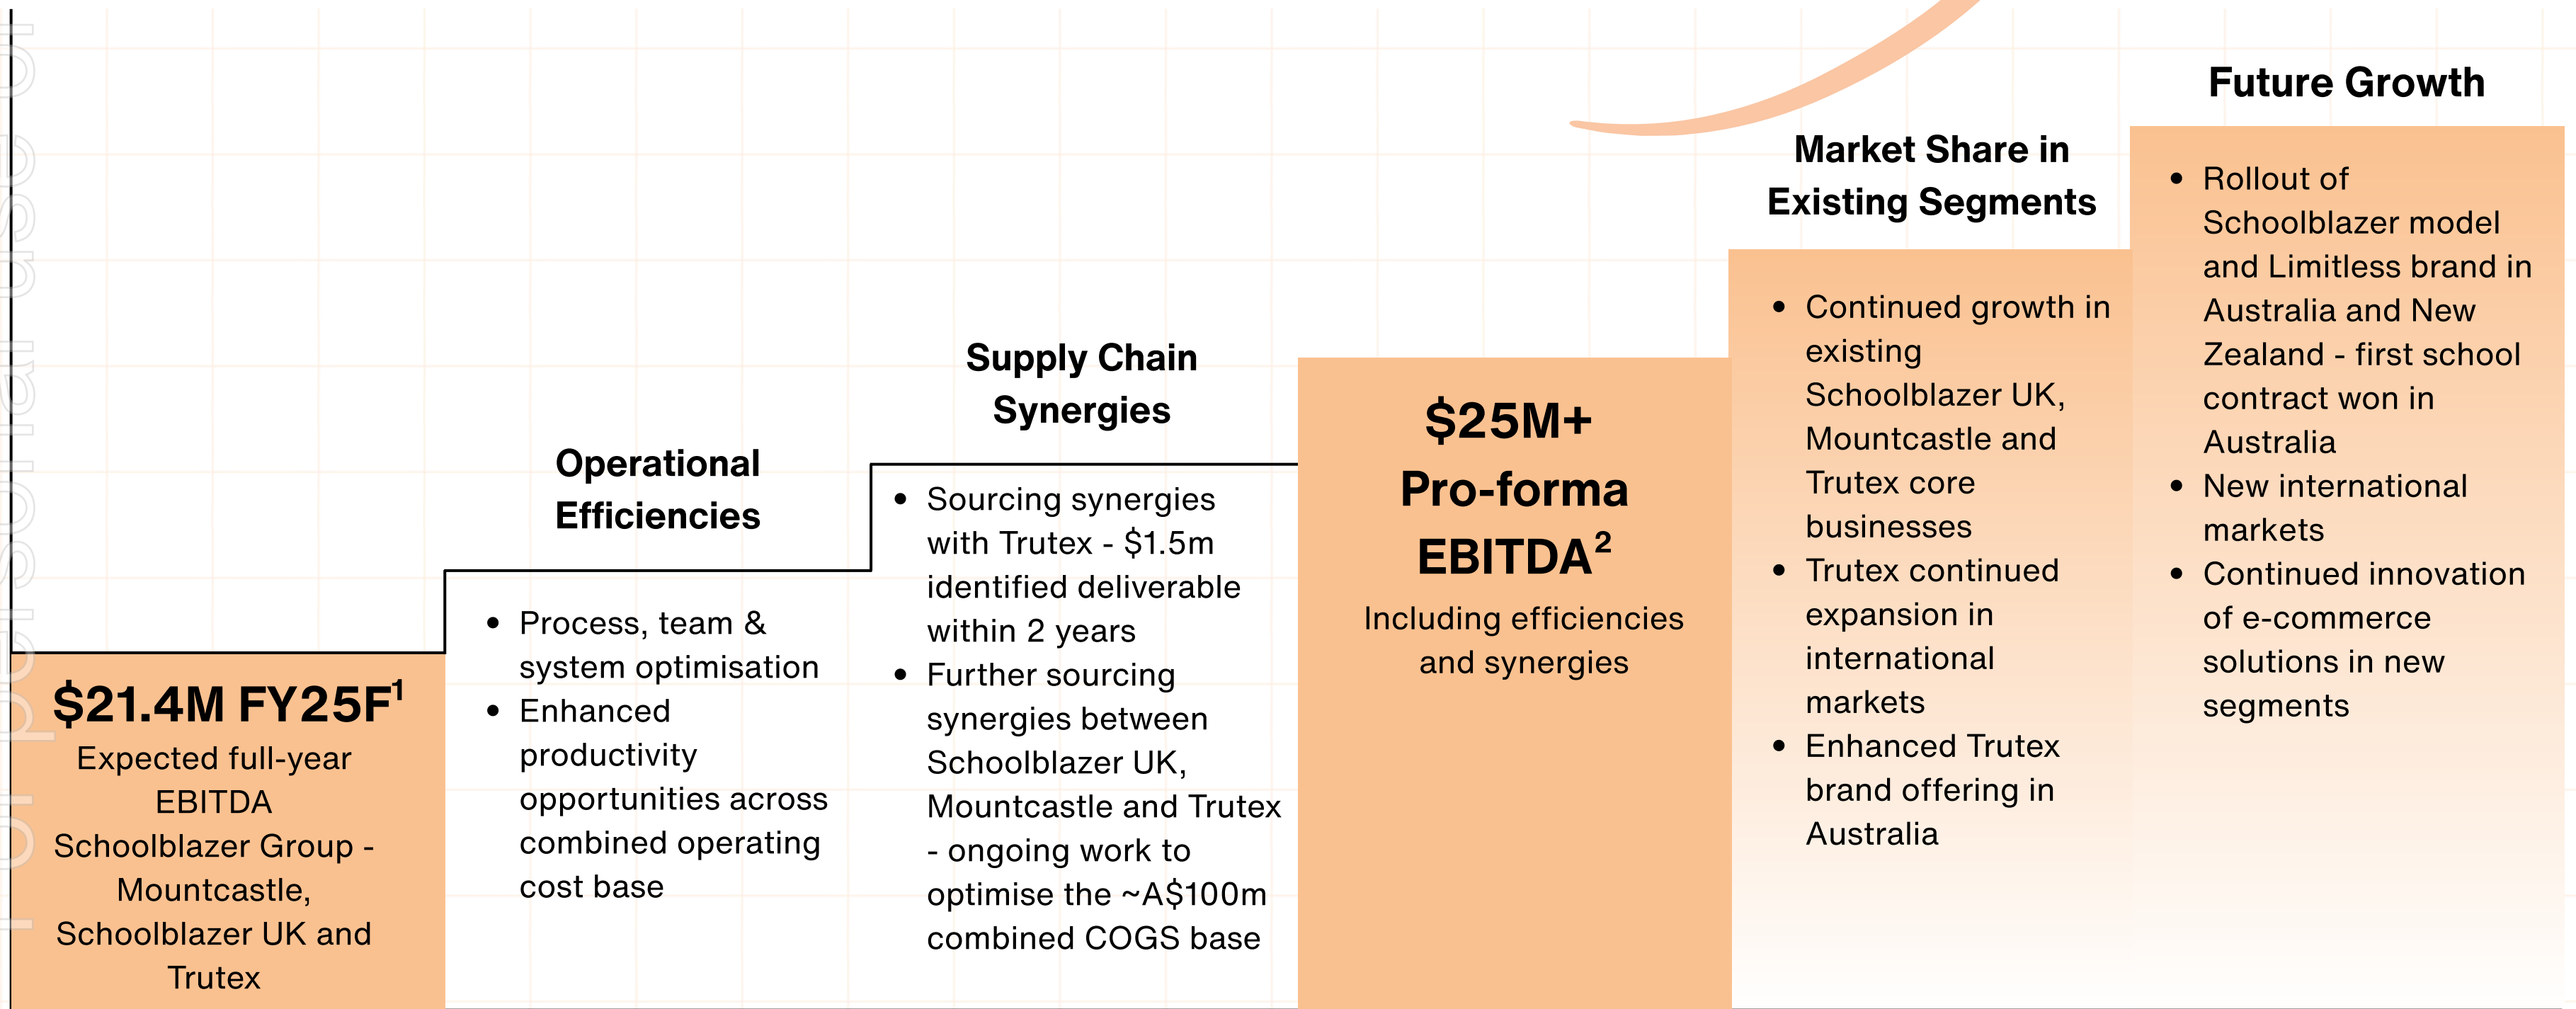 For personal use only
$21.4M FY25F1
Expected full-year
EBITDA
Schoolblazer Group -
Mountcastle,
Schoolblazer UK and
Trutex
Operational
Efficiencies
• Process, team &
system optimisation
• Enhanced
productivity
opportunities across
combined operating
cost base
Supply Chain
Synergies
• Sourcing synergies
with Trutex - $1.5m
identified deliverable
within 2 years
• Further sourcing
synergies between
Schoolblazer UK,
Mountcastle and Trutex
- ongoing work to
optimise the ~A$100m
combined COGS base
$25M+
Pro-forma
EBITDA2
Including efficiencies
and synergies
Market Share in
Existing Segments
• Continued growth in
existing
Schoolblazer UK,
Mountcastle and
Trutex core
businesses
• Trutex continued
expansion in
international
markets
• Enhanced Trutex
brand offering in
Australia
Future Growth
• Rollout of
Schoolblazer model
and Limitless brand in
Australia and New
Zealand - first school
contract won in
Australia
• New international
markets
• Continued innovation
of e-commerce
solutions in new
segments